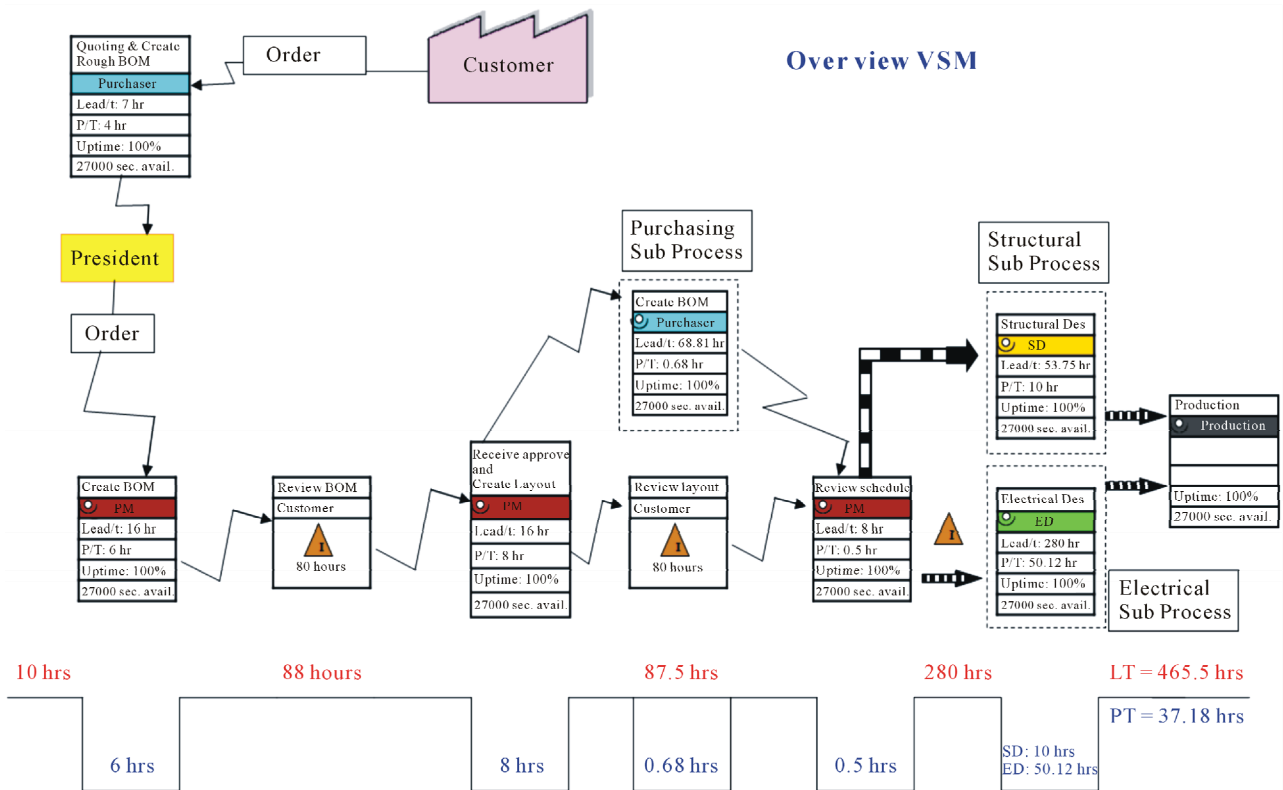 Over view VSM
Quoting & Create
Rough BOM
Purchaser
Lead/t: 7 hr
P/T: 4 hr
Uptime: 100%
27000 sec. avail.
Order
Customer
President
Order
Purchasing
Sub Process
Create BOM
Purchaser
Lead/t: 68.81 hr
P/T: 0.68 hr
Uptime: 100%
27000 sec. avail.
Structural
Sub Process
Structural Des
SD
Lead/t: 53.75 hr
P/T: 10 hr
Uptime: 100%
27000 sec. avail.
Production
Production
Uptime: 100%
27000 sec. avail.
Create BOM
PM
Lead/t: 16 hr
P/T: 6 hr
Uptime: 100%
27000 sec. avail.
Review BOM
Customer
I
80 hours
Receive approve
and
Create Layout
PM
Lead/t: 16 hr
P/T: 8 hr
Uptime: 100%
27000 sec. avail.
Review layout
Customer
I
80 hours
Review schedule
PM
Lead/t: 8 hr
P/T: 0.5 hr
Uptime: 100%
27000 sec. avail.
I
Electrical Des
ED
Lead/t: 280 hr
P/T: 50.12 hr
Uptime: 100%
27000 sec. avail.
Electrical
Sub Process
10 hrs
88 hours
87.5 hrs
280 hrs
LT = 465.5 hrs
PT = 37.18 hrs
6 hrs
8 hrs
0.68 hrs
0.5 hrs
SD: 10 hrs
ED: 50.12 hrs